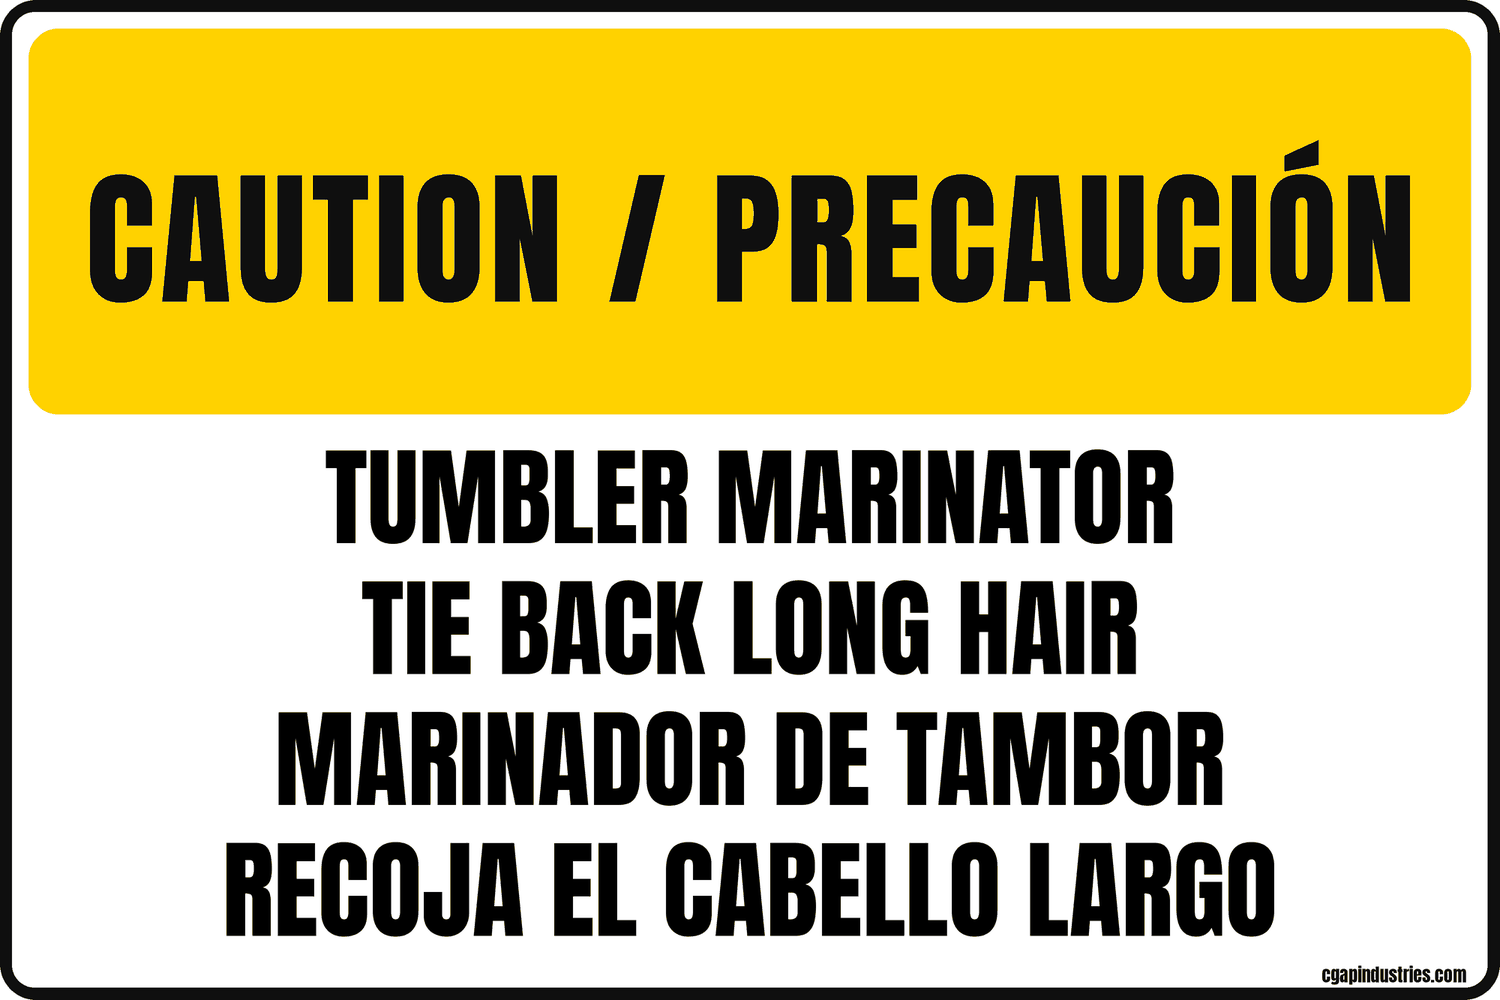 CAUTION / PRECAUCIÓN
TUMBLER MARINATOR
TIE BACK LONG HAIR
MARINADOR DE TAMBOR
RECOJA EL CABELLO LARGO
cgapindustries.com